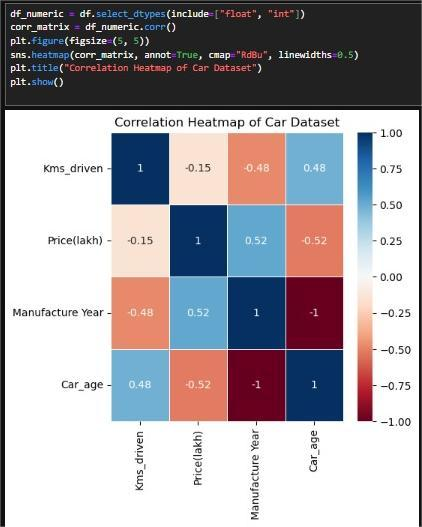 df_numeric = df.select_dtypes(include=["float", "int"])
corr_matrix = df_numeric.corr()
plt.figure(figsize=(5, 5))
sns.heatmap(corr_matrix, annot=True, cmap="RdBu", linewidths=0.5)
plt.title("Correlation Heatmap of Car Dataset")
plt.show()
Correlation Heatmap of Car Dataset
Kms_driven 1 -0.15 -0.48 0.48
Price(lakh) -0.15 1 0.52 -0.52
Manufacture Year -0.48 0.52 1 -1
Car_age 0.48 -0.52 -1 1
Kms_driven
Price(lakh)
Manufacture Year
Car_age
1.00
0.75
0.50
0.25
0.00
−0.25
−0.50
−0.75
−1.00